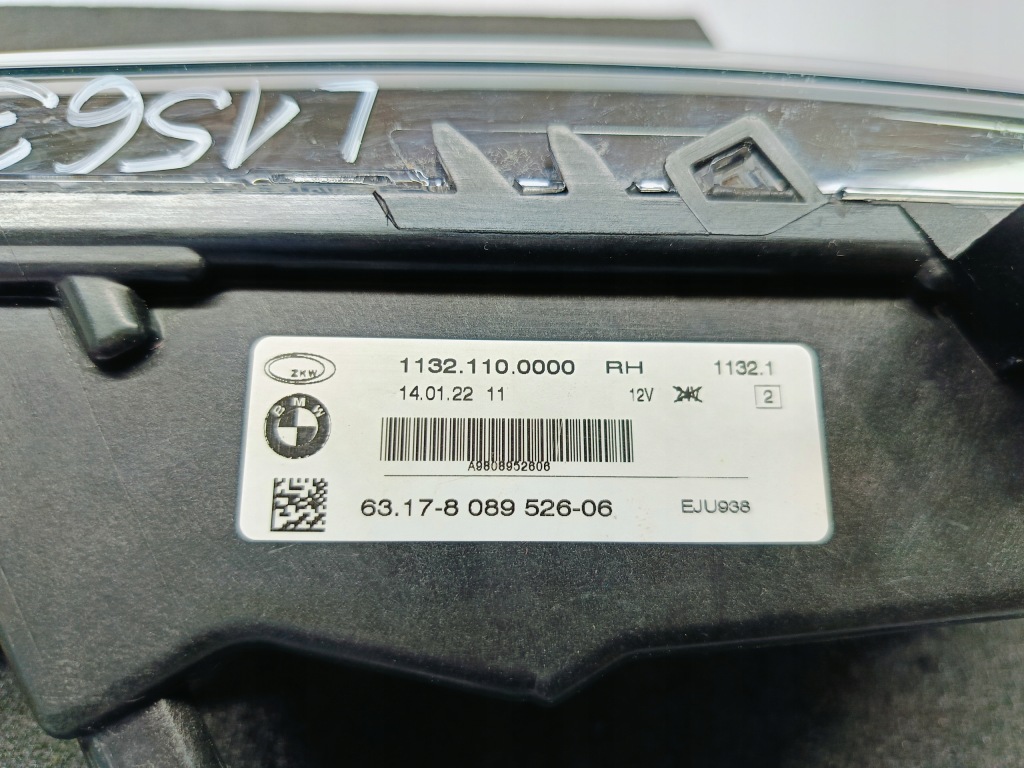 L1563
ZKW
1132.110.0000 RH 1132.1
14.01.22 11 12V 24V 2
BMW
A9808952606
63.17-8 089 526-06 EJU938